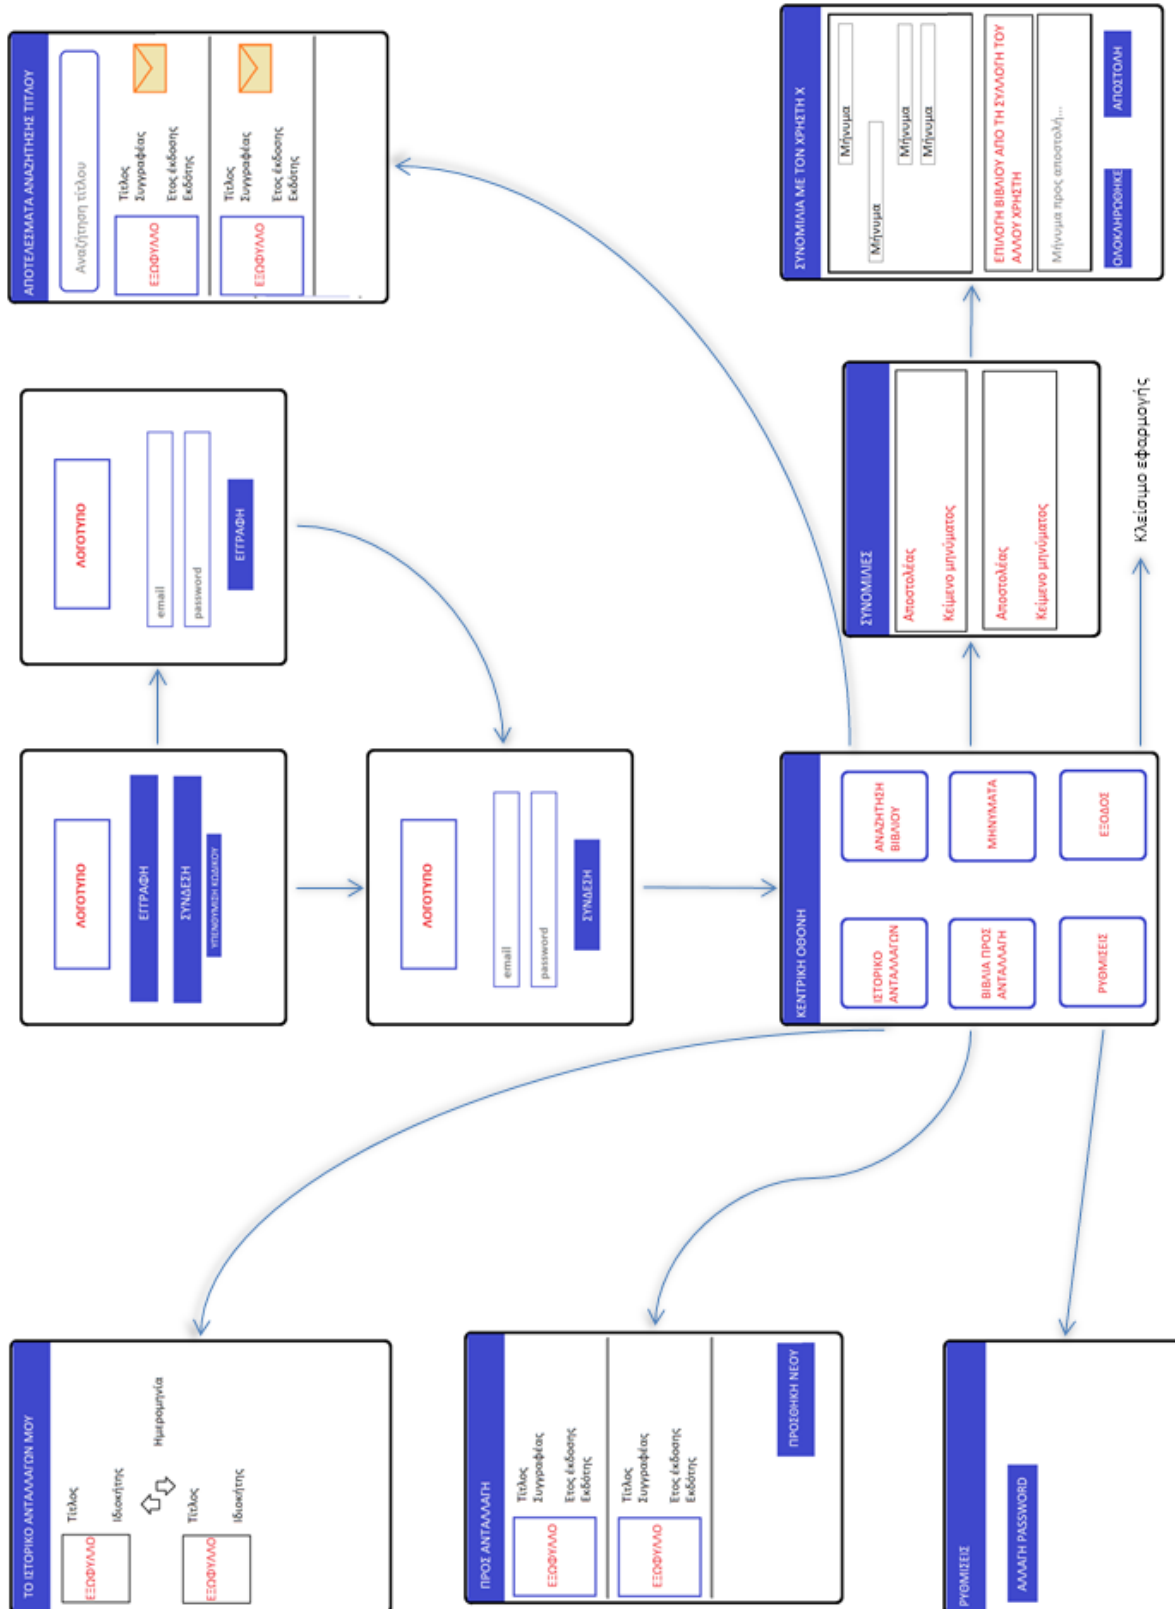 ΤΟ ΙΣΤΟΡΙΚΟ ΑΝΤΑΛΛΑΓΩΝ ΜΟΥ
ΕΞΩΦΥΛΛΟ
Τίτλος
Ιδιοκτήτης
Ημερομηνία
ΕΞΩΦΥΛΛΟ
Τίτλος
Ιδιοκτήτης
ΛΟΓΟΤΥΠΟ
ΕΓΓΡΑΦΗ
ΣΥΝΔΕΣΗ
ΥΠΕΝΘΥΜΙΣΗ ΚΩΔΙΚΟΥ
ΛΟΓΟΤΥΠΟ
email
password
ΕΓΓΡΑΦΗ
ΑΠΟΤΕΛΕΣΜΑΤΑ ΑΝΑΖΗΤΗΣΗΣ ΤΙΤΛΟΥ
Αναζήτηση τίτλου
ΕΞΩΦΥΛΛΟ
Τίτλος
Συγγραφέας
Έτος έκδοσης
Εκδότης
ΕΞΩΦΥΛΛΟ
Τίτλος
Συγγραφέας
Έτος έκδοσης
Εκδότης
ΠΡΟΣ ΑΝΤΑΛΛΑΓΗ
ΕΞΩΦΥΛΛΟ
Τίτλος
Συγγραφέας
Έτος έκδοσης
Εκδότης
ΕΞΩΦΥΛΛΟ
Τίτλος
Συγγραφέας
Έτος έκδοσης
Εκδότης
ΠΡΟΣΘΗΚΗ ΝΕΟΥ
ΛΟΓΟΤΥΠΟ
email
password
ΣΥΝΔΕΣΗ
ΡΥΘΜΙΣΕΙΣ
ΑΛΛΑΓΗ PASSWORD
ΚΕΝΤΡΙΚΗ ΟΘΟΝΗ
ΙΣΤΟΡΙΚΟ
ΑΝΤΑΛΛΑΓΩΝ
ΑΝΑΖΗΤΗΣΗ
ΒΙΒΛΙΟΥ
ΒΙΒΛΙΑ ΠΡΟΣ
ΑΝΤΑΛΛΑΓΗ
ΜΗΝΥΜΑΤΑ
ΡΥΘΜΙΣΕΙΣ
ΕΞΟΔΟΣ
ΣΥΝΟΜΙΛΙΕΣ
Αποστολέας
Κείμενο μηνύματος
Αποστολέας
Κείμενο μηνύματος
Κλείσιμο εφαρμογής
ΣΥΝΟΜΙΛΙΑ ΜΕ ΤΟΝ ΧΡΗΣΤΗ Χ
Μήνυμα
Μήνυμα
Μήνυμα
Μήνυμα
ΕΠΙΛΟΓΗ ΒΙΒΛΙΟΥ ΑΠΟ ΤΗ ΣΥΛΛΟΓΗ ΤΟΥ
ΑΛΛΟΥ ΧΡΗΣΤΗ
Μήνυμα προς αποστολή...
ΟΛΟΚΛΗΡΩΘΗΚΕ
ΑΠΟΣΤΟΛΗ